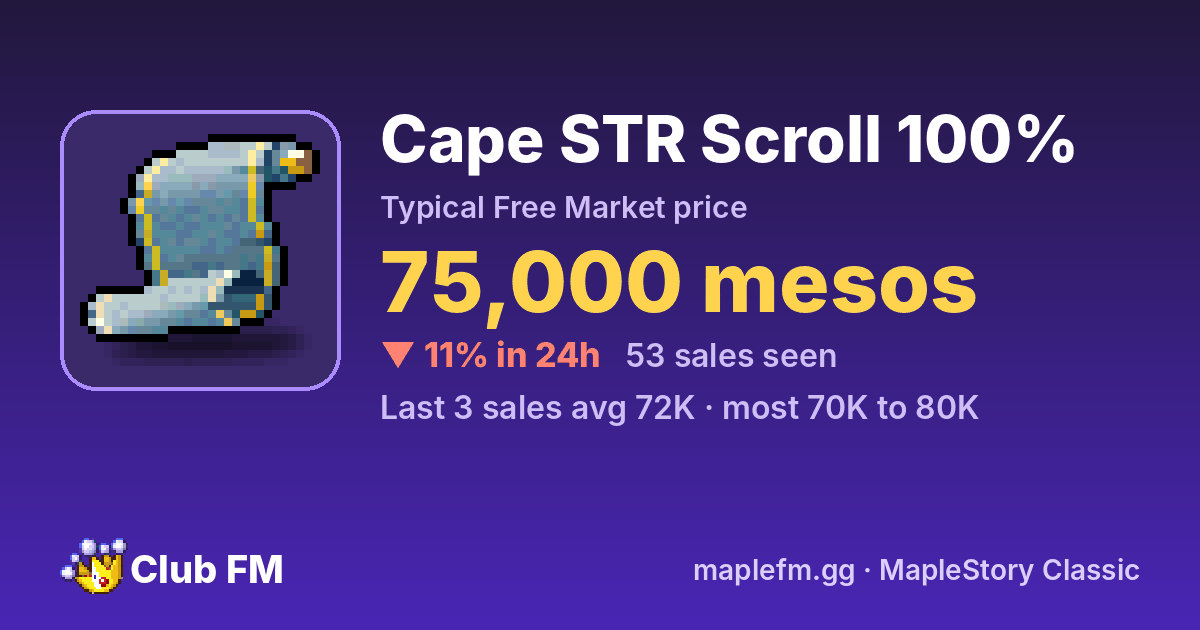 Cape STR Scroll 100%
Typical Free Market price
75,000 mesos
▼ 11% in 24h 53 sales seen
Last 3 sales avg 72K · most 70K to 80K
Club FM
maplefm.gg · MapleStory Classic